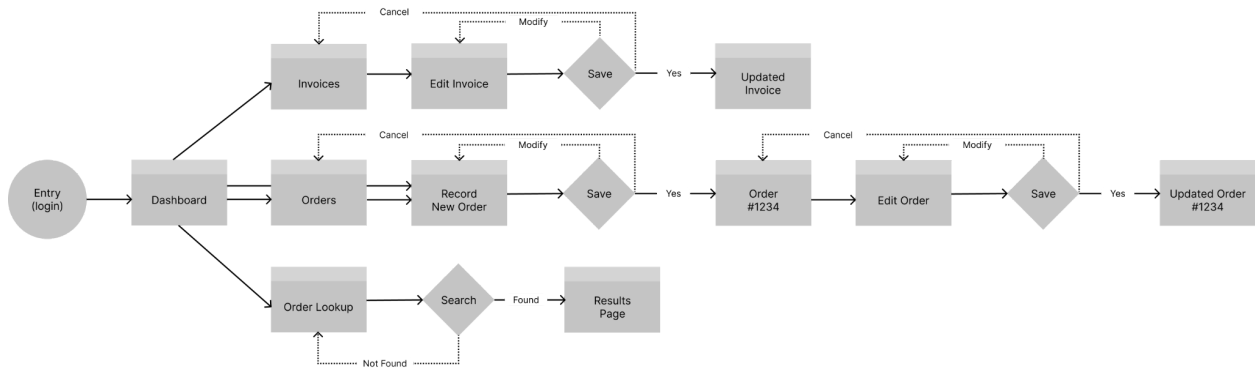 Cancel
Modify
Invoices
Edit Invoice
Save
Yes
Updated
Invoice
Cancel
Modify
Cancel
Modify
Entry
(login)
Dashboard
Orders
Record
New Order
Save
Yes
Order
#1234
Edit Order
Save
Yes
Updated Order
#1234
Order Lookup
Search
Found
Results
Page
Not Found